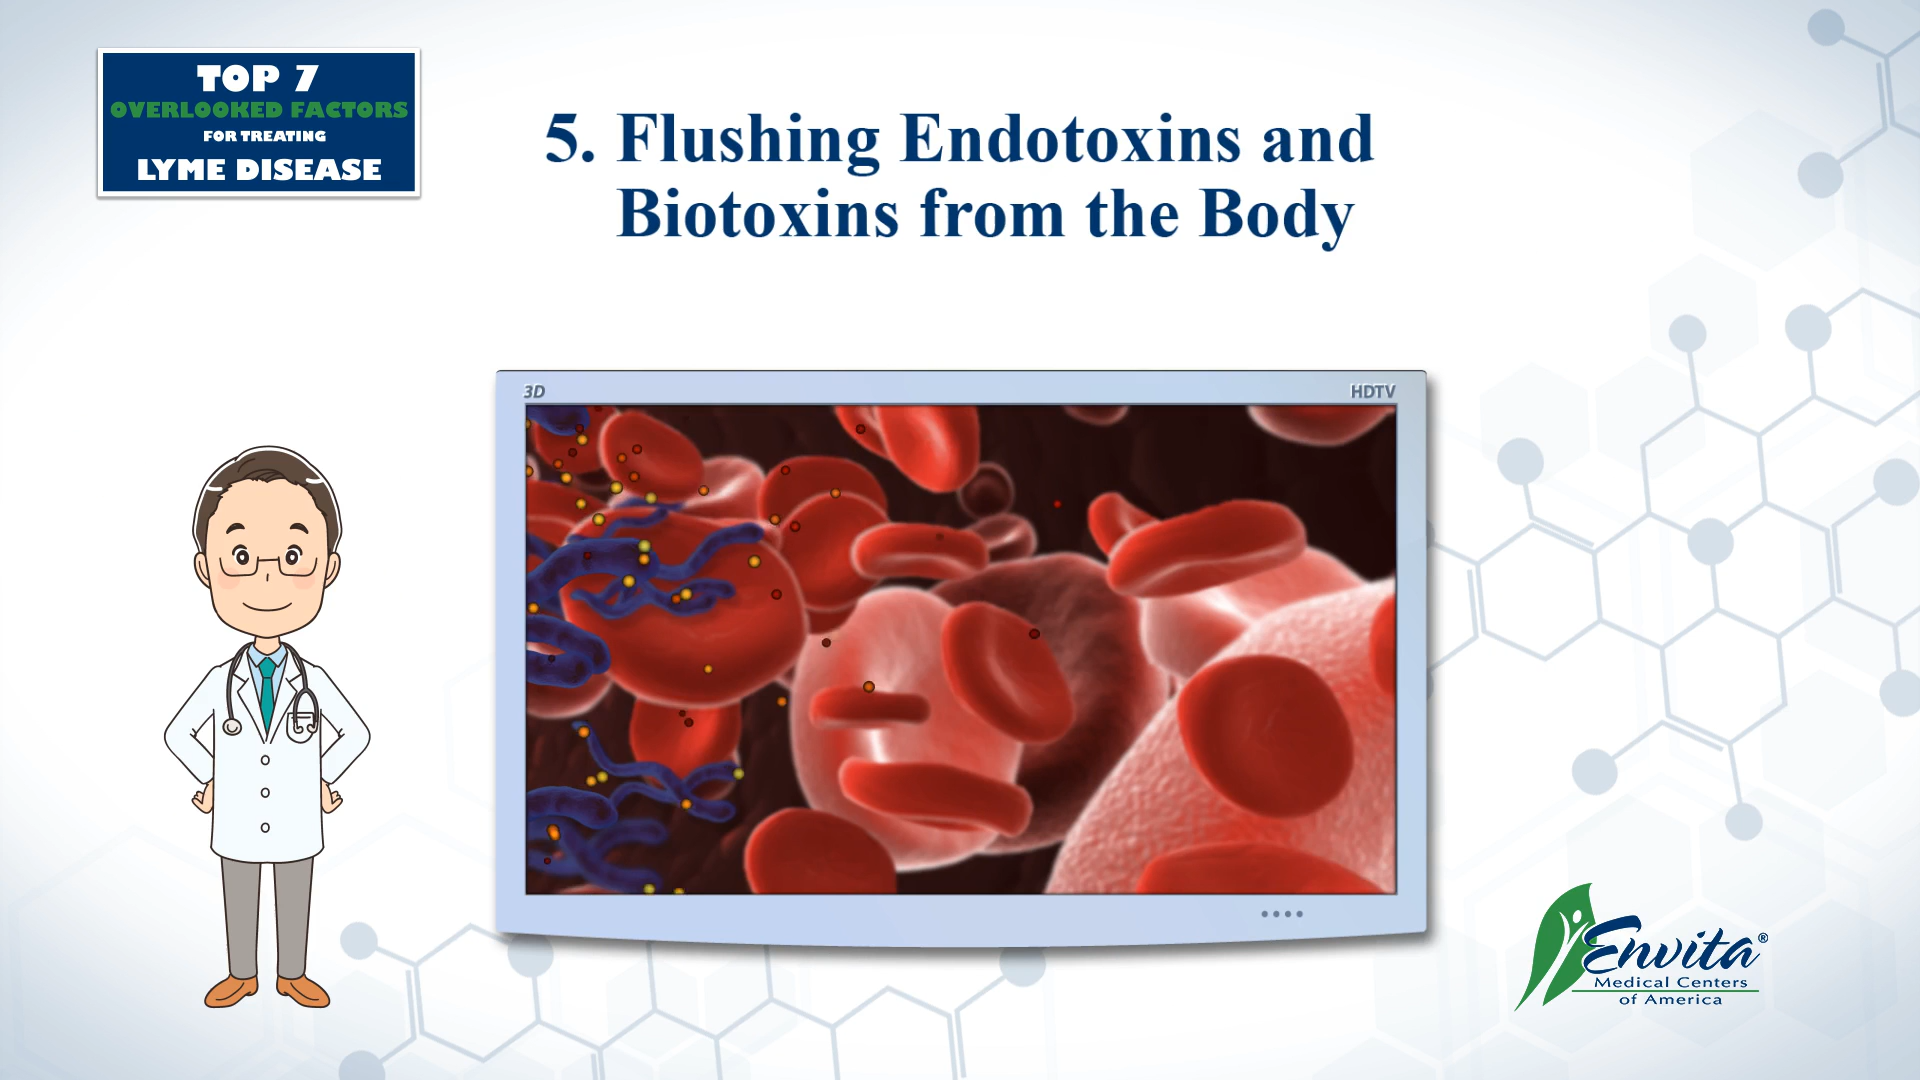 TOP 7
OVERLOOKED FACTORS
FOR TREATING
LYME DISEASE
5. Flushing Endotoxins and
Biotoxins from the Body
3D
HDTV
Envita®
Medical Centers
of America